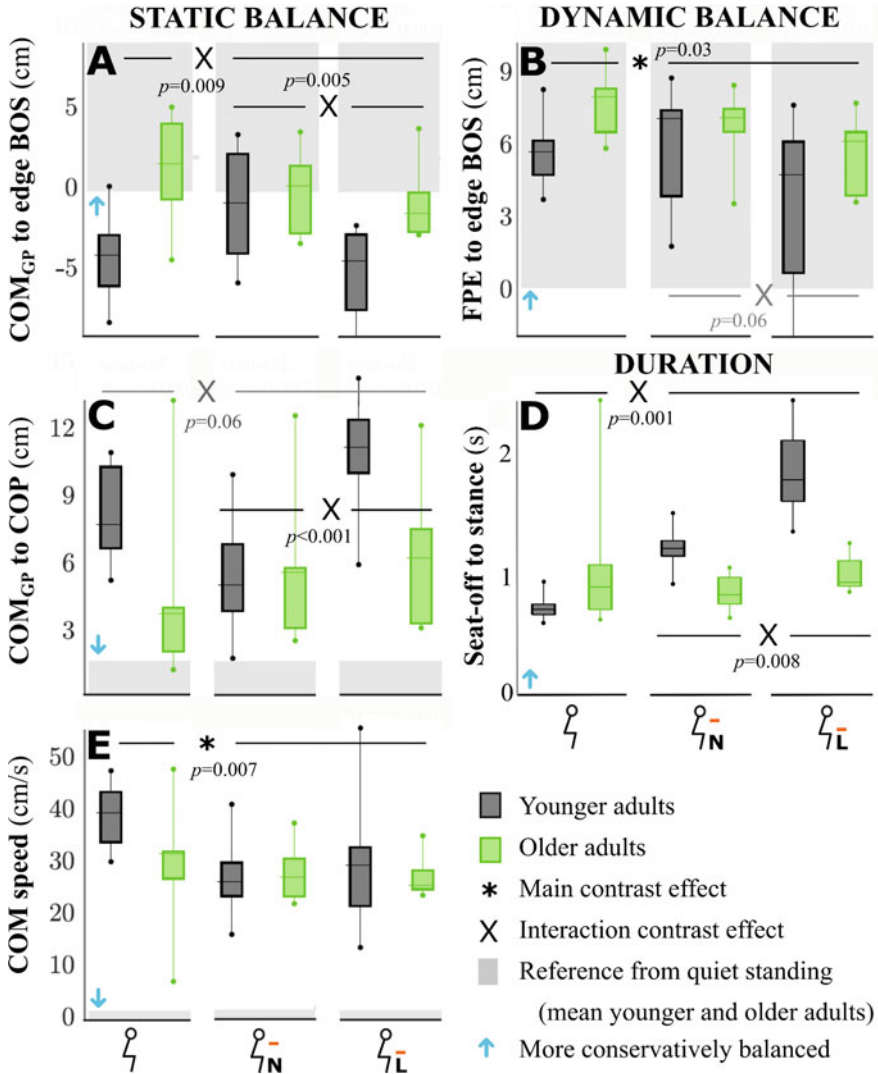 STATIC BALANCE
DYNAMIC BALANCE
A
COM_GP to edge BOS (cm)
5
0
-5
p=0.009
p=0.005
X
X
B
FPE to edge BOS (cm)
9
6
3
0
*
p=0.03
X
p=0.06
C
COM_GP to COP (cm)
12
9
6
3
X
p=0.06
X
p<0.001
DURATION
D
Seat-off to stance (s)
2
1
0
X
p=0.001
X
p=0.008
N
L
E
COM speed (cm/s)
50
40
30
20
10
0
*
p=0.007
N
L
Younger adults
Older adults
* Main contrast effect
X Interaction contrast effect
Reference from quiet standing
(mean younger and older adults)
↑ More conservatively balanced